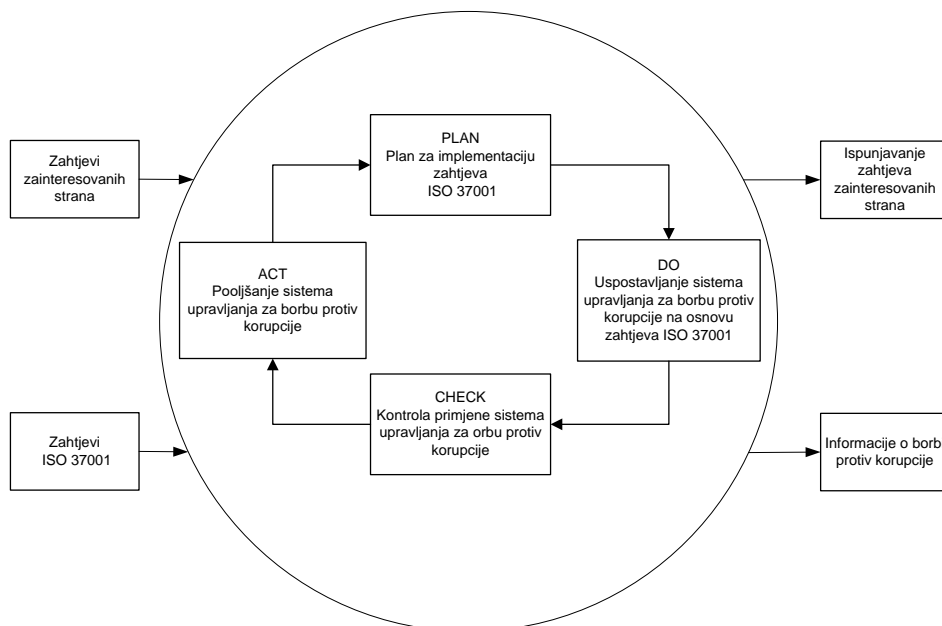 Zahtjevi
zainteresovanih
strana
PLAN
Plan za implementaciju
zahtjeva
ISO 37001
Ispunjavanje
zahtjeva
zainteresovanih
strana
ACT
Pooljšanje sistema
upravljanja za borbu protiv
korupcije
DO
Uspostavljanje sistema
upravljanja za borbu protiv
korupcije na osnovu
zahtjeva ISO 37001
CHECK
Kontrola primjene sistema
upravljanja za orbu protiv
korupcije
Zahtjevi
ISO 37001
Informacije o borb
protiv korupcije